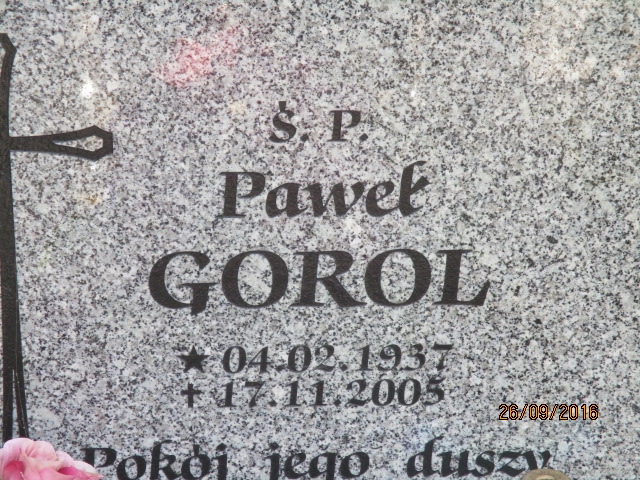 Ś. P.
Paweł
GOROL
★ 04.02.1937
✝ 17.11.2005
Pokój jego duszy
26/09/2016